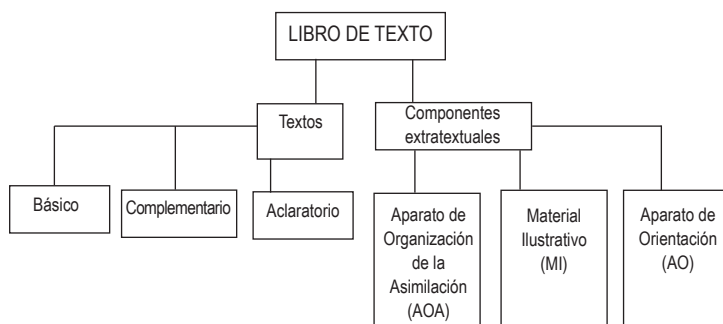 LIBRO DE TEXTO
Textos
Componentes
extratextuales
Básico
Complementario
Aclaratorio
Aparato de
Organización
de la
Asimilación
(AOA)
Material
Ilustrativo
(MI)
Aparato de
Orientación
(AO)